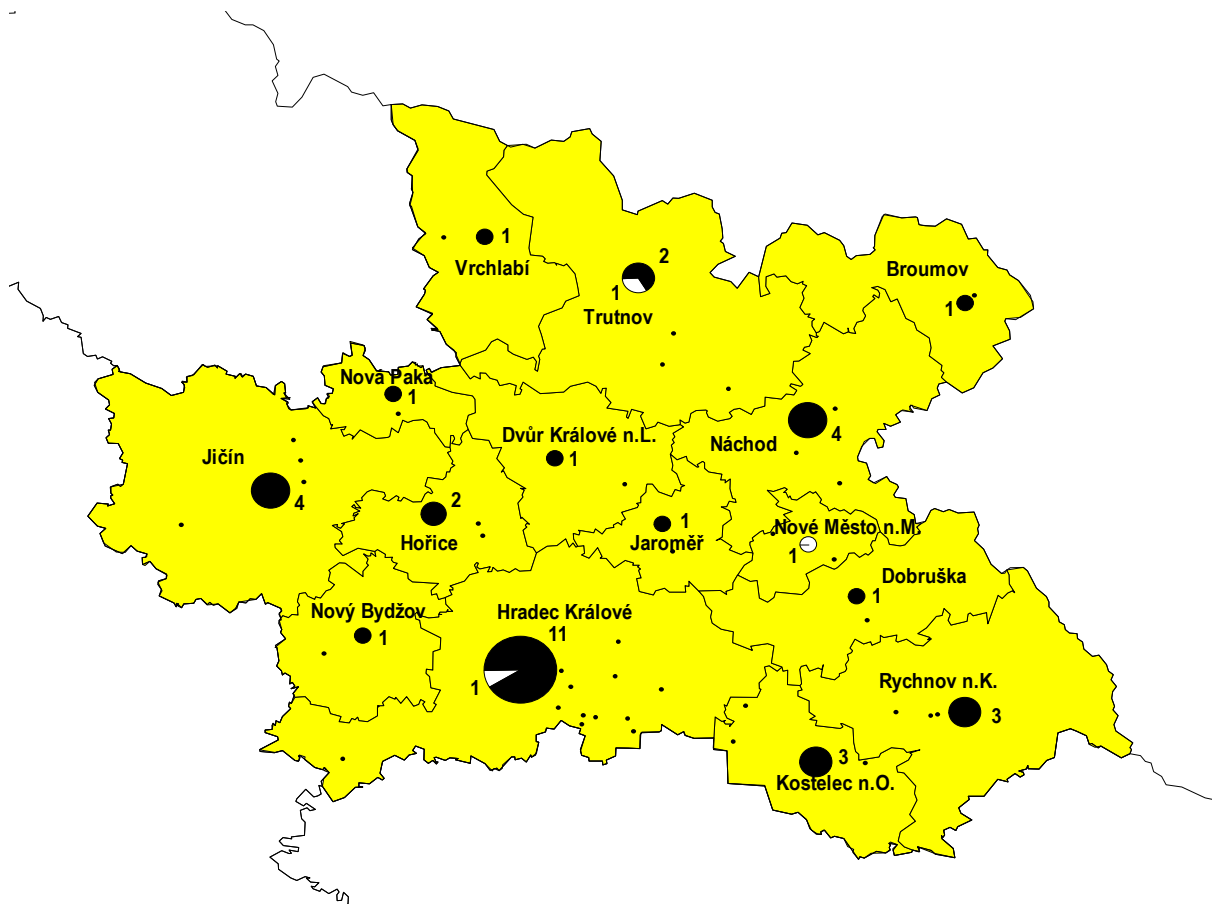 1
Vrchlabí
2
1
Trutnov
Broumov
1
Nová Paka
1
Dvůr Králové n.L.
1
Náchod
4
Jičín
4
2
Hořice
1
Jaroměř
Nové Město n.M.
1
Dobruška
1
Nový Bydžov
1
Hradec Králové
11
1
Rychnov n.K.
3
3
Kostelec n.O.